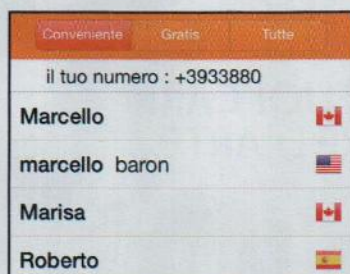 Conveniente Gratis Tutte
il tuo numero : +3933880
Marcello
marcello baron
Marisa
Roberto